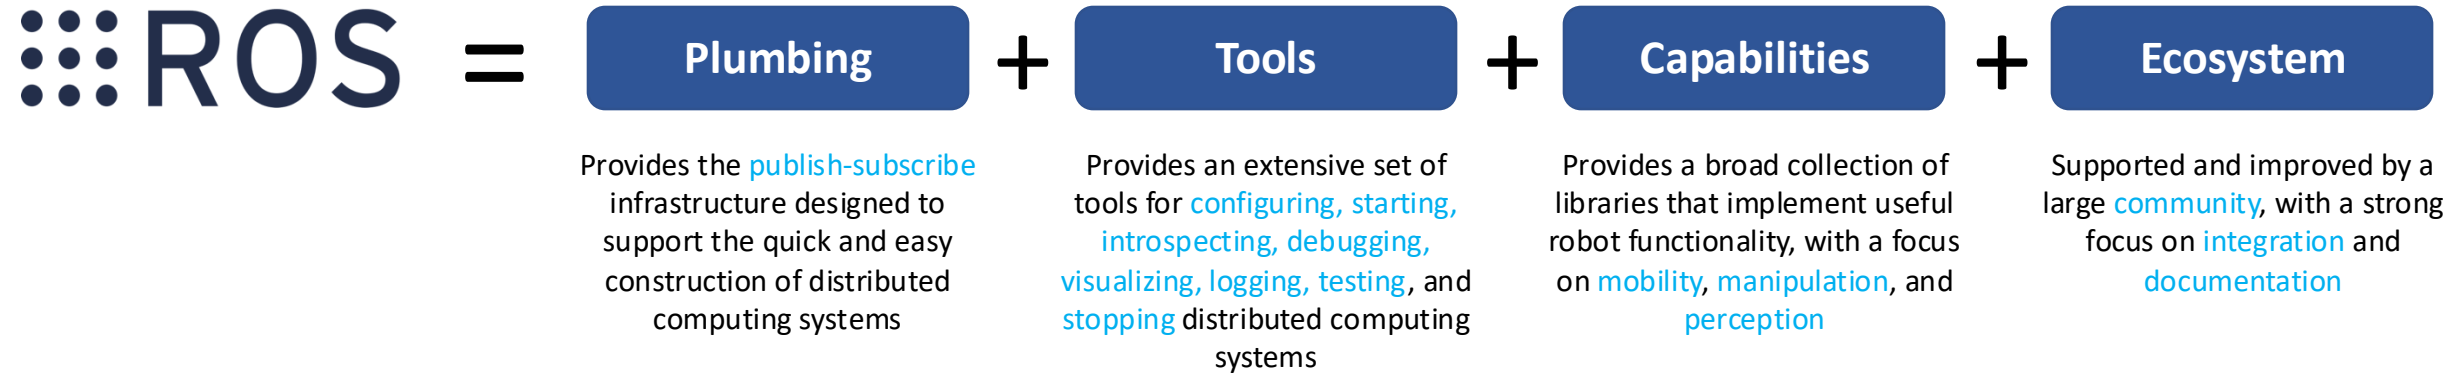 ROS = Plumbing + Tools + Capabilities + Ecosystem
Provides the publish-subscribe
infrastructure designed to
support the quick and easy
construction of distributed
computing systems
Provides an extensive set of
tools for configuring, starting,
introspecting, debugging,
visualizing, logging, testing, and
stopping distributed computing
systems
Provides a broad collection of
libraries that implement useful
robot functionality, with a focus
on mobility, manipulation, and
perception
Supported and improved by a
large community, with a strong
focus on integration and
documentation